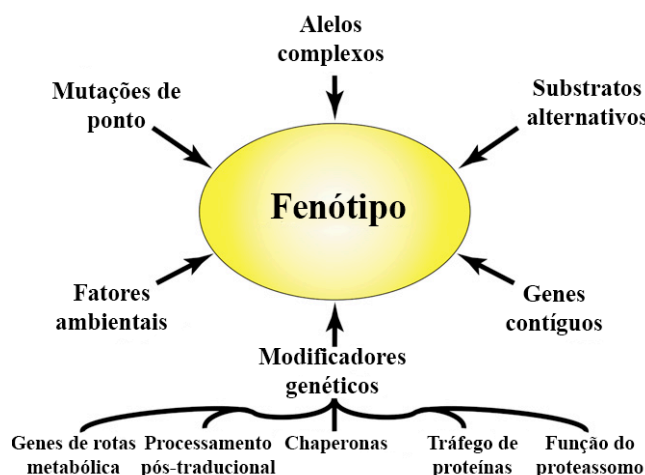 Alelos
complexos
Mutações de
ponto
Substratos
alternativos
Fenótipo
Fatores
ambientais
Genes
contíguos
Modificadores
genéticos
Genes de rotas
metabólica
Processamento
pós-traducional
Chaperonas
Tráfego de
proteínas
Função do
proteassomo